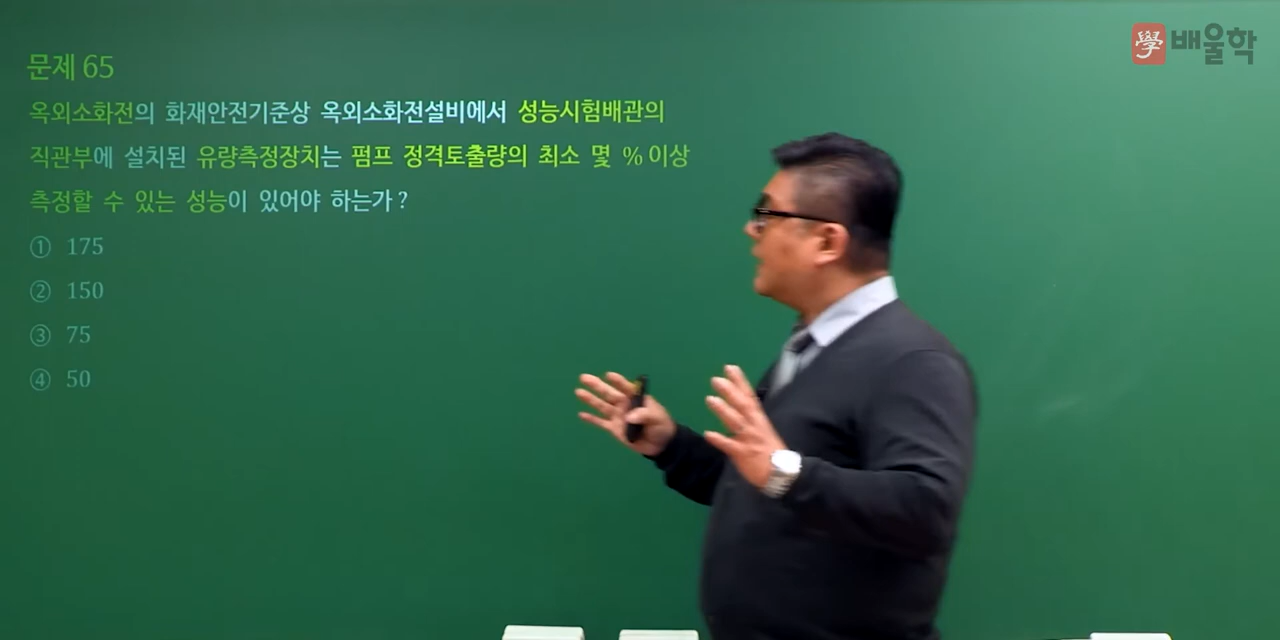 學 배울학
문제 65
옥외소화전의 화재안전기준상 옥외소화전설비에서 성능시험배관의
직관부에 설치된 유량측정장치는 펌프 정격토출량의 최소 몇 % 이상
측정할 수 있는 성능이 있어야 하는가?
① 175
② 150
③ 75
④ 50